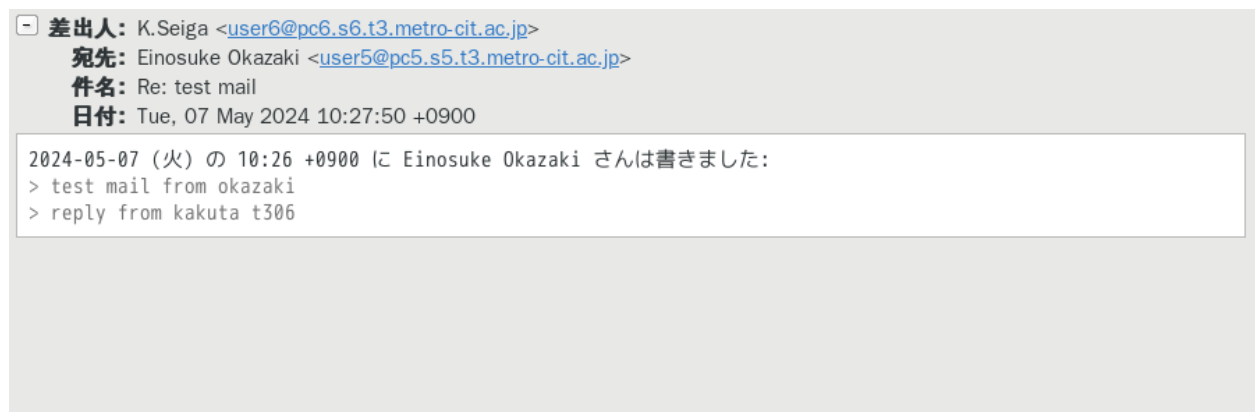 差出人: K.Seiga <user6@pc6.s6.t3.metro-cit.ac.jp>
宛先: Einosuke Okazaki <user5@pc5.s5.t3.metro-cit.ac.jp>
件名: Re: test mail
日付: Tue, 07 May 2024 10:27:50 +0900
2024-05-07 (火) の 10:26 +0900 に Einosuke Okazaki さんは書きました:
> test mail from okazaki
> reply from kakuta t306